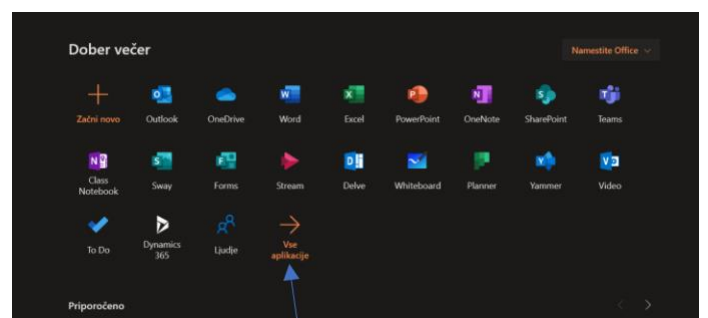 Dober večer
Namestite Office
Začni novo
Outlook
OneDrive
Word
Excel
PowerPoint
OneNote
SharePoint
Teams
Class
Notebook
Sway
Forms
Stream
Delve
Whiteboard
Planner
Yammer
Video
To Do
Dynamics
365
Ljudje
Vse
aplikacije
Priporočeno